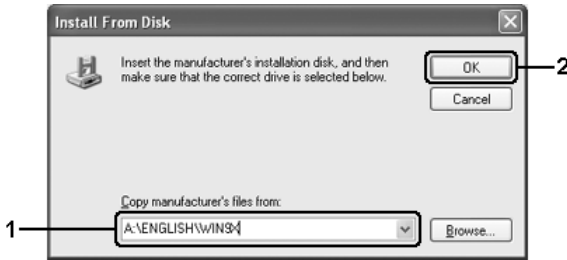 Install From Disk
Insert the manufacturer's installation disk, and then
make sure that the correct drive is selected below.
OK
2
Cancel
Copy manufacturer's files from:
1
A:\ENGLISH\WIN9X
Browse...